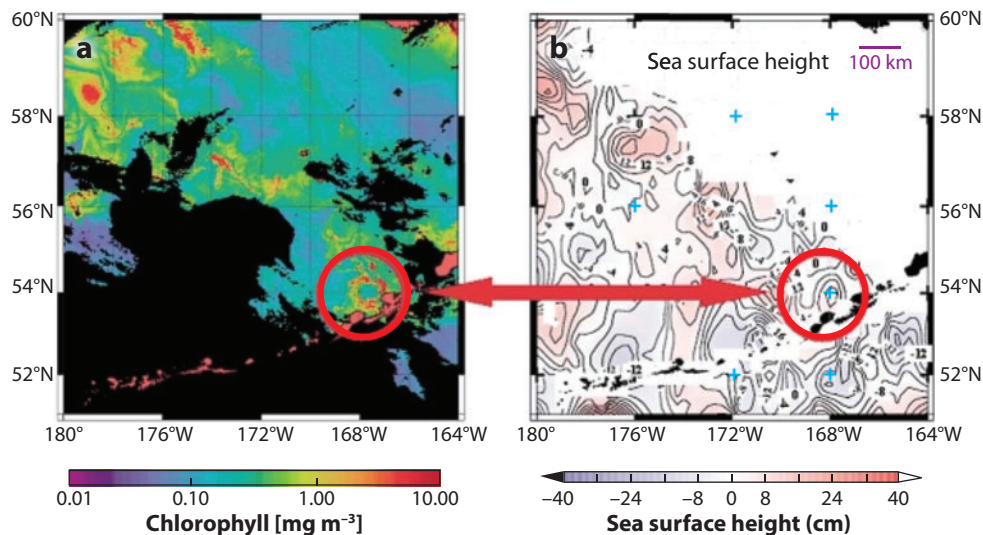 60°N
58°N
56°N
54°N
52°N
a
180°
176°W
172°W
168°W
164°W
0.01
0.10
1.00
10.00
Chlorophyll [mg m⁻³]
b
Sea surface height
100 km
60°N
58°N
56°N
54°N
52°N
180°
176°W
172°W
168°W
164°W
−40
−24
−8
0
8
24
40
Sea surface height (cm)